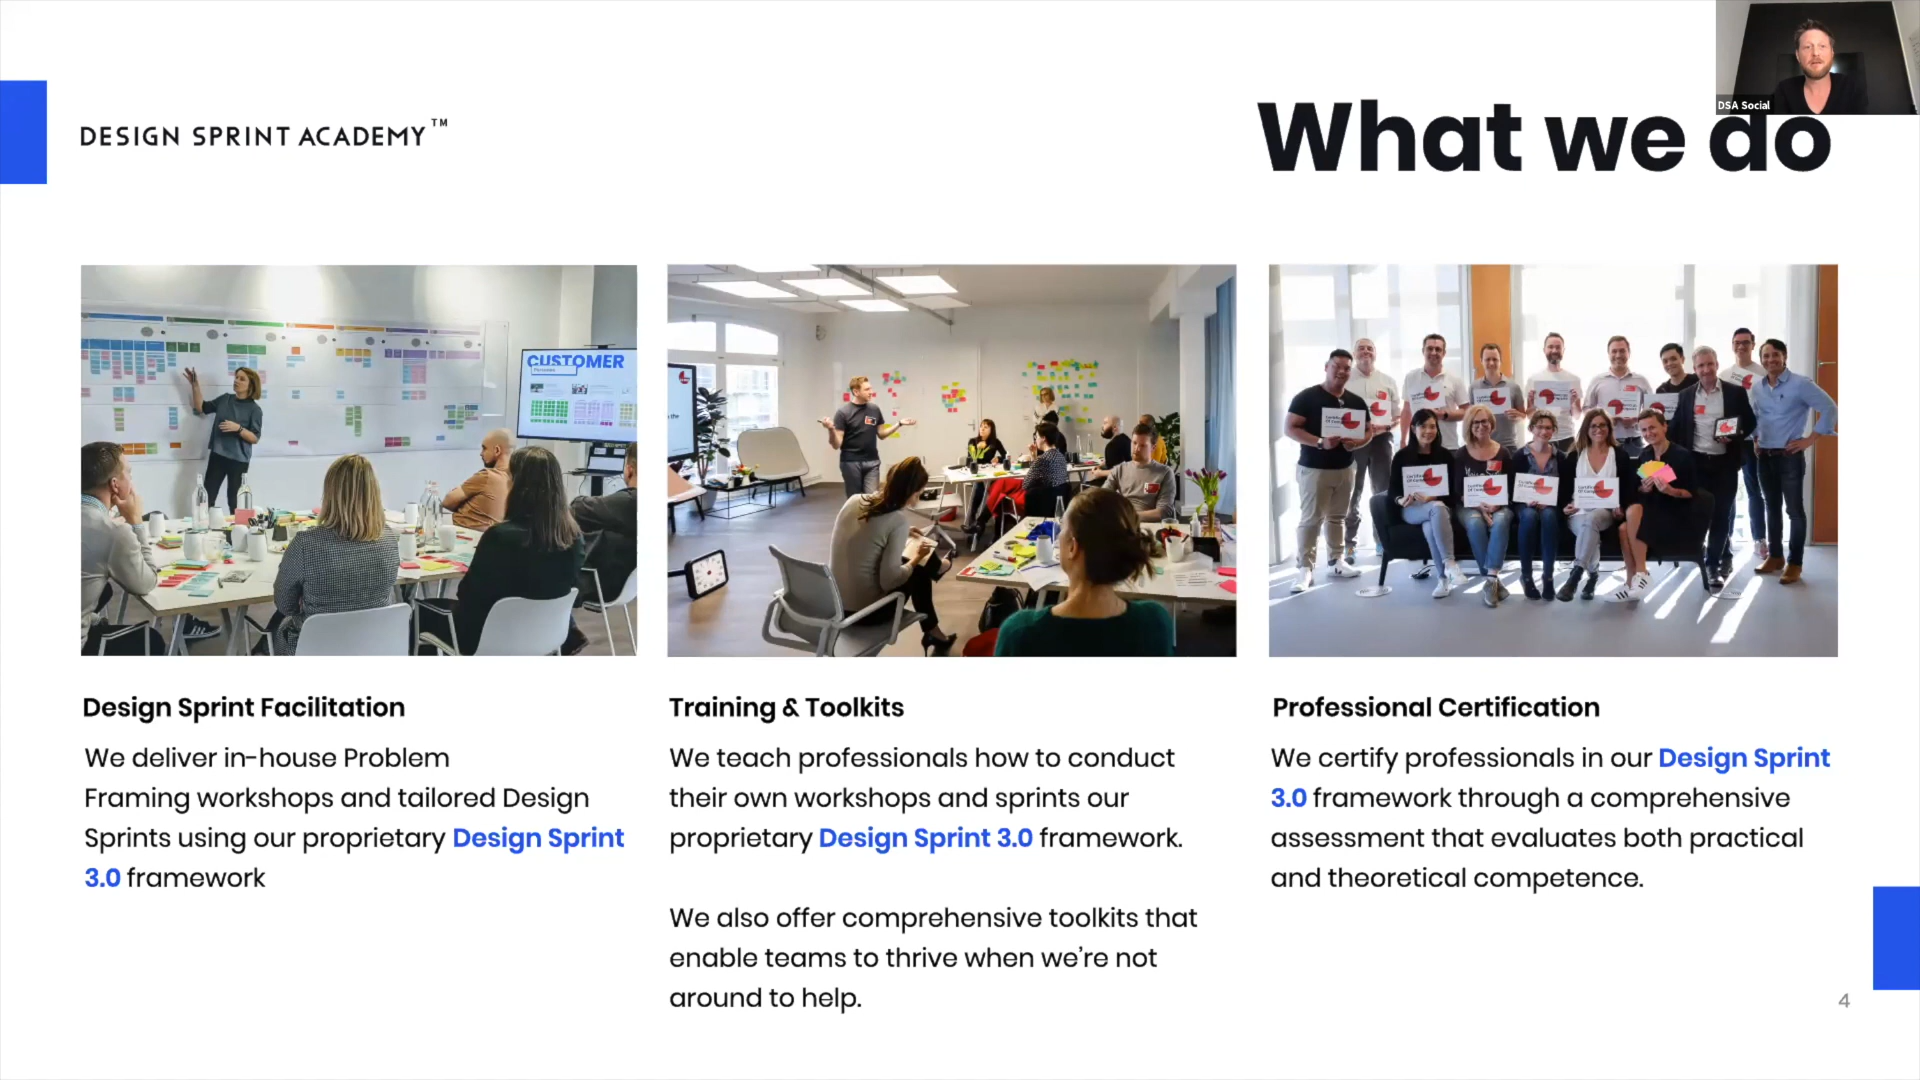 DSA Social
DESIGN SPRINT ACADEMY™
What we do
CUSTOMER
Design Sprint Facilitation
We deliver in-house Problem
Framing workshops and tailored Design
Sprints using our proprietary Design Sprint
3.0 framework
Training & Toolkits
We teach professionals how to conduct
their own workshops and sprints our
proprietary Design Sprint 3.0 framework.
We also offer comprehensive toolkits that
enable teams to thrive when we're not
around to help.
Professional Certification
We certify professionals in our Design Sprint
3.0 framework through a comprehensive
assessment that evaluates both practical
and theoretical competence.
4